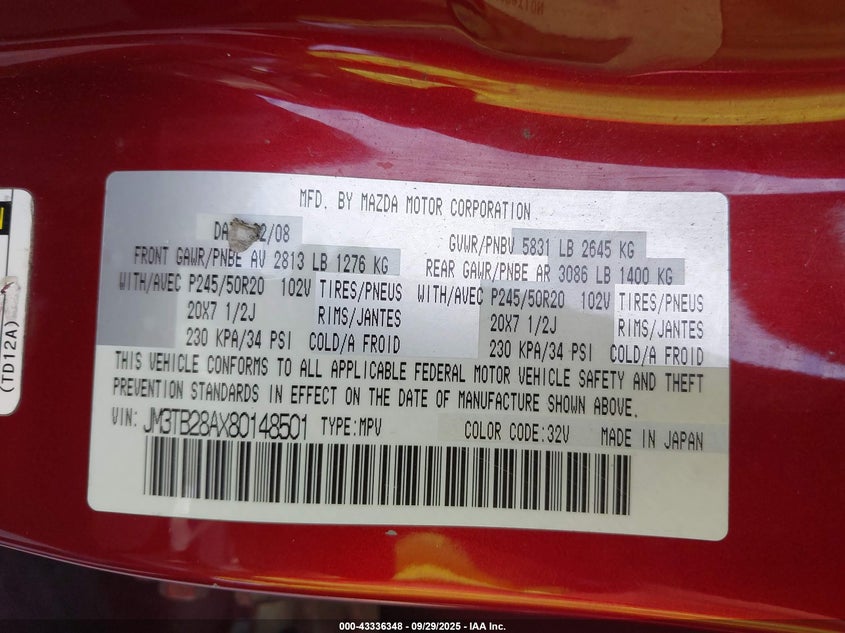 MFD. BY MAZDA MOTOR CORPORATION
DA 2/08 GVWR/PNBV 5831 LB 2645 KG
FRONT GAWR/PNBE AV 2813 LB 1276 KG REAR GAWR/PNBE AR 3086 LB 1400 KG
WITH/AVEC P245/50R20 102V TIRES/PNEUS WITH/AVEC P245/50R20 102V TIRES/PNEUS
20X7 1/2J RIMS/JANTES 20X7 1/2J RIMS/JANTES
230 KPA/34 PSI COLD/A FROID 230 KPA/34 PSI COLD/A FROID
THIS VEHICLE CONFORMS TO ALL APPLICABLE FEDERAL MOTOR VEHICLE SAFETY AND THEFT
PREVENTION STANDARDS IN EFFECT ON THE DATE OF MANUFACTURE SHOWN ABOVE.
VIN: JM3TB28AX80148501 TYPE:MPV COLOR CODE:32V MADE IN JAPAN
(TD12A)
000-43336348 - 09/29/2025 - IAA Inc.